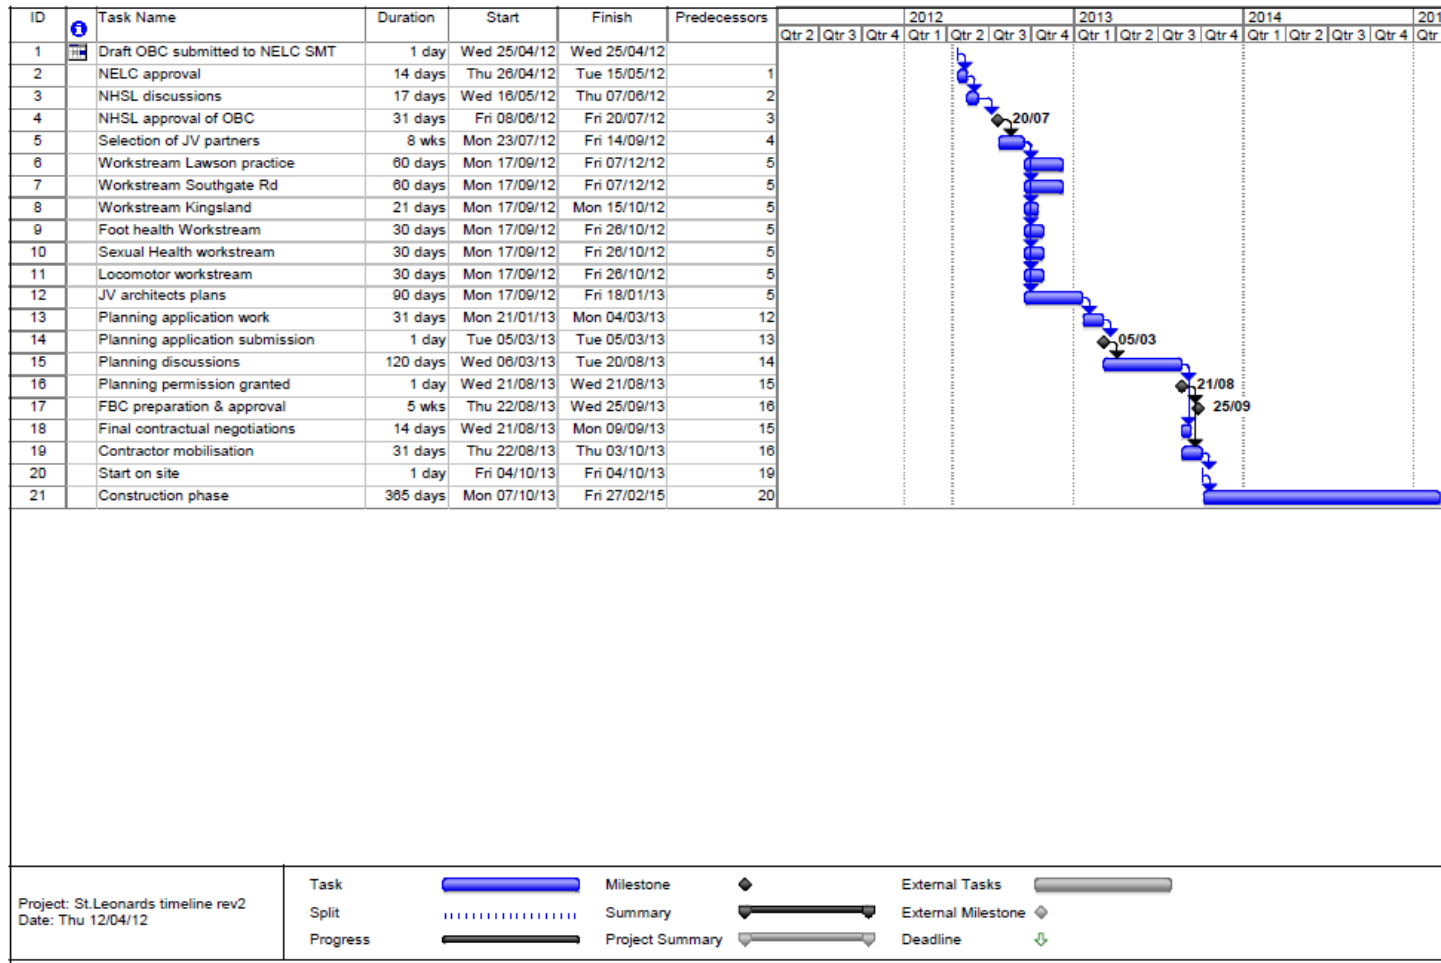 ID Task Name Duration Start Finish Predecessors 2012 2013 2014 201
Qtr 2 Qtr 3 Qtr 4 Qtr 1 Qtr 2 Qtr 3 Qtr 4 Qtr 1 Qtr 2 Qtr 3 Qtr 4 Qtr 1 Qtr 2 Qtr 3 Qtr 4 Qtr
1 Draft OBC submitted to NELC SMT 1 day Wed 25/04/12 Wed 25/04/12
2 NELC approval 14 days Thu 26/04/12 Tue 15/05/12 1
3 NHSL discussions 17 days Wed 16/05/12 Thu 07/06/12 2
4 NHSL approval of OBC 31 days Fri 08/06/12 Fri 20/07/12 3 20/07
5 Selection of JV partners 8 wks Mon 23/07/12 Fri 14/09/12 4
6 Workstream Lawson practice 60 days Mon 17/09/12 Fri 07/12/12 5
7 Workstream Southgate Rd 60 days Mon 17/09/12 Fri 07/12/12 5
8 Workstream Kingsland 21 days Mon 17/09/12 Mon 15/10/12 5
9 Foot health Workstream 30 days Mon 17/09/12 Fri 26/10/12 5
10 Sexual Health workstream 30 days Mon 17/09/12 Fri 26/10/12 5
11 Locomotor workstream 30 days Mon 17/09/12 Fri 26/10/12 5
12 JV architects plans 90 days Mon 17/09/12 Fri 18/01/13 5
13 Planning application work 31 days Mon 21/01/13 Mon 04/03/13 12
14 Planning application submission 1 day Tue 05/03/13 Tue 05/03/13 13 05/03
15 Planning discussions 120 days Wed 06/03/13 Tue 20/08/13 14
16 Planning permission granted 1 day Wed 21/08/13 Wed 21/08/13 15 21/08
17 FBC preparation & approval 5 wks Thu 22/08/13 Wed 25/09/13 16 25/09
18 Final contractual negotiations 14 days Wed 21/08/13 Mon 09/09/13 15
19 Contractor mobilisation 31 days Thu 22/08/13 Thu 03/10/13 16
20 Start on site 1 day Fri 04/10/13 Fri 04/10/13 19
21 Construction phase 365 days Mon 07/10/13 Fri 27/02/15 20
Project: St.Leonards timeline rev2
Date: Thu 12/04/12
Task Milestone External Tasks
Split Summary External Milestone
Progress Project Summary Deadline